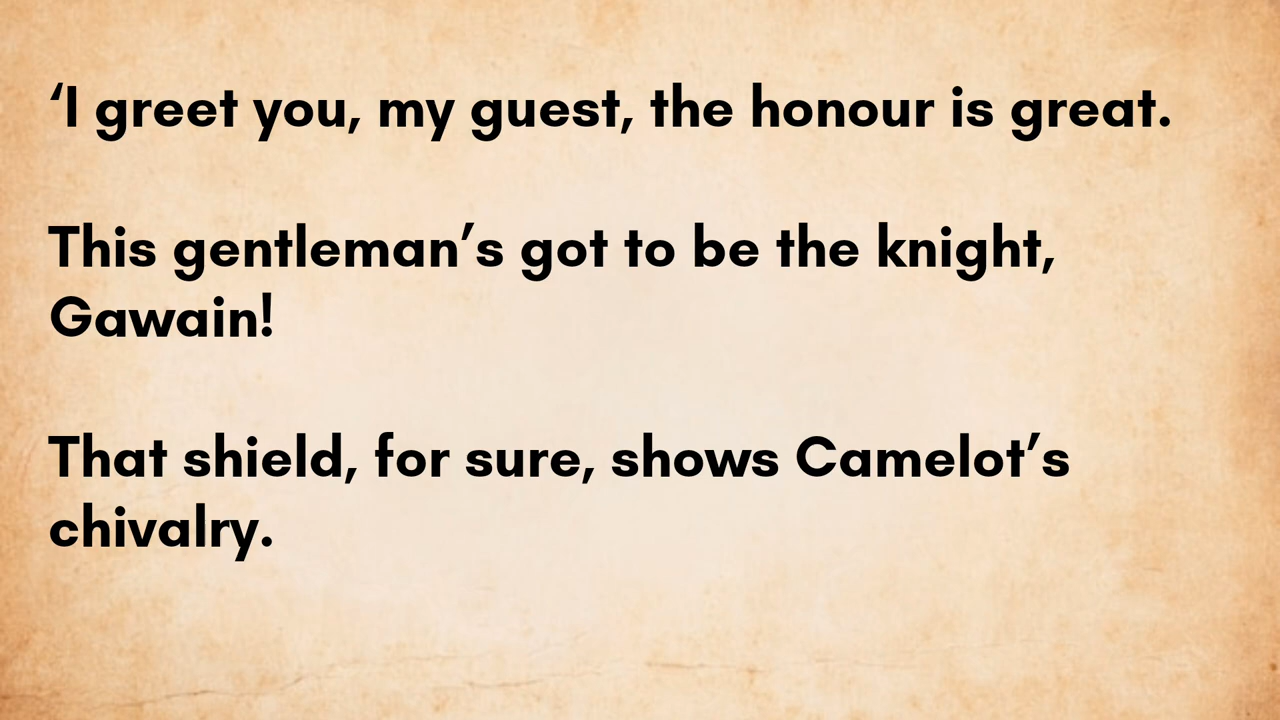 ‘I greet you, my guest, the honour is great.
This gentleman’s got to be the knight,
Gawain!
That shield, for sure, shows Camelot’s
chivalry.